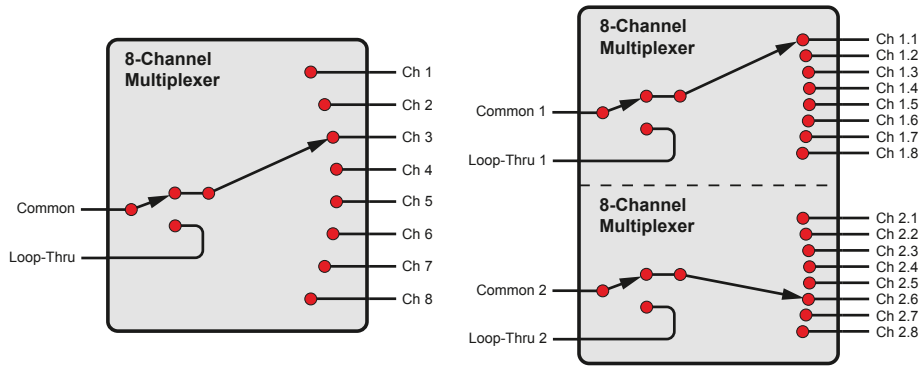 8-Channel
Multiplexer
Ch 1
Ch 2
Ch 3
Ch 4
Ch 5
Ch 6
Ch 7
Ch 8
Common
Loop-Thru
8-Channel
Multiplexer
Ch 1.1
Ch 1.2
Ch 1.3
Ch 1.4
Ch 1.5
Ch 1.6
Ch 1.7
Ch 1.8
Common 1
Loop-Thru 1
8-Channel
Multiplexer
Ch 2.1
Ch 2.2
Ch 2.3
Ch 2.4
Ch 2.5
Ch 2.6
Ch 2.7
Ch 2.8
Common 2
Loop-Thru 2